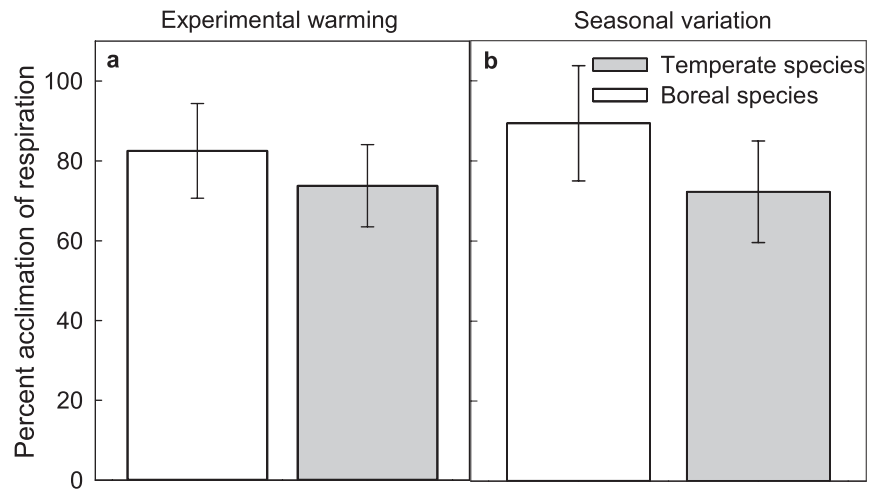 Experimental warming
Seasonal variation
Percent acclimation of respiration
a
b
Temperate species
Boreal species
100
80
60
40
20
0